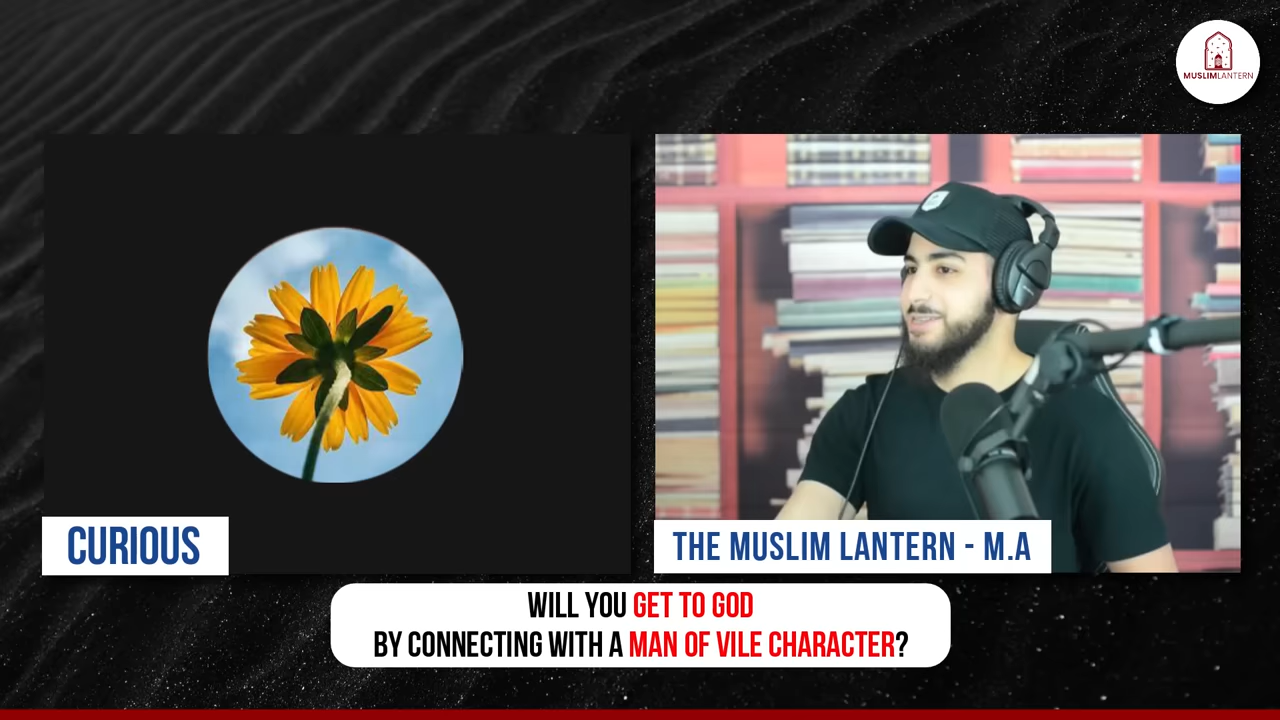 MUSLIMLANTERN
CURIOUS
THE MUSLIM LANTERN - M.A
WILL YOU GET TO GOD
BY CONNECTING WITH A MAN OF VILE CHARACTER?